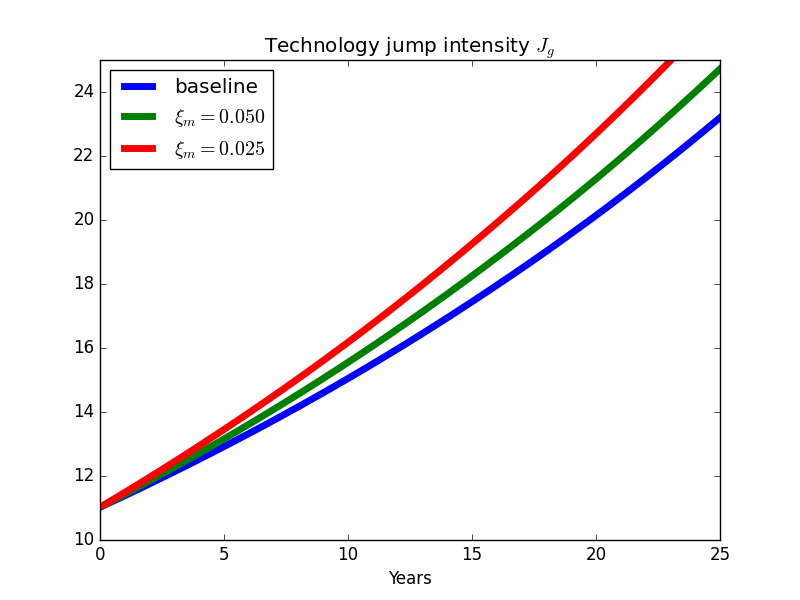 Technology jump intensity J_g
baseline
ξ_m = 0.050
ξ_m = 0.025
24
22
20
18
16
14
12
10
0 5 10 15 20 25
Years